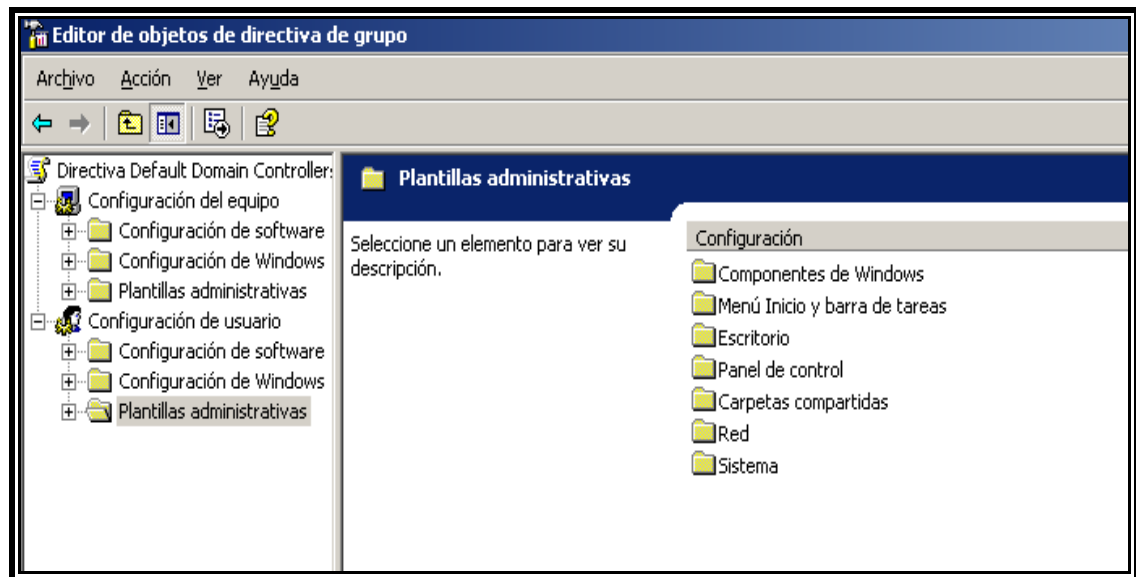 Editor de objetos de directiva de grupo
Archivo Acción Ver Ayuda
Directiva Default Domain Controller:
Configuración del equipo
Configuración de software
Configuración de Windows
Plantillas administrativas
Configuración de usuario
Configuración de software
Configuración de Windows
Plantillas administrativas
Plantillas administrativas
Seleccione un elemento para ver su
descripción.
Configuración
Componentes de Windows
Menú Inicio y barra de tareas
Escritorio
Panel de control
Carpetas compartidas
Red
Sistema